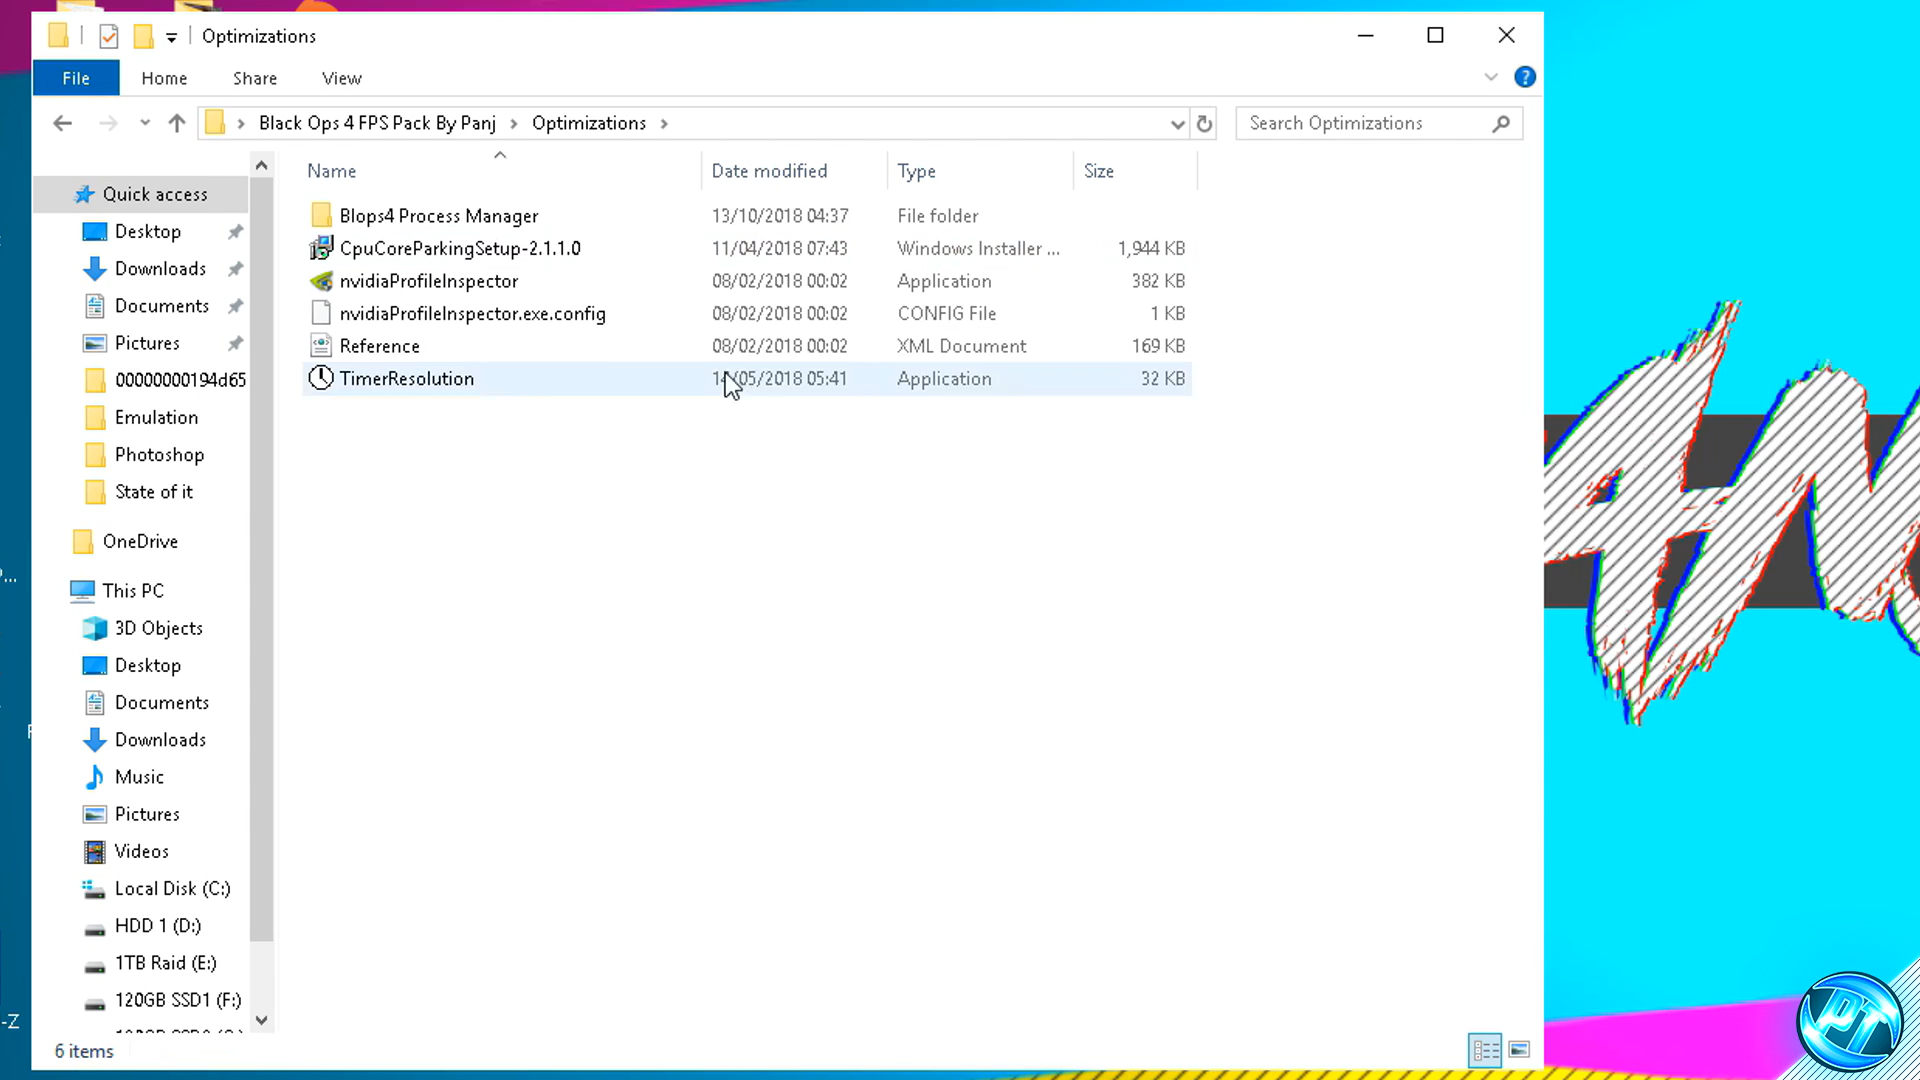 Optimizations
File Home Share View
Black Ops 4 FPS Pack By Panj Optimizations Search Optimizations
Name Date modified Type Size
Quick access
Desktop
Downloads
Documents
Pictures
00000000194d65
Emulation
Photoshop
State of it
OneDrive
This PC
3D Objects
Desktop
Documents
Downloads
Music
Pictures
Videos
Local Disk (C:)
HDD 1 (D:)
1TB Raid (E:)
120GB SSD1 (F:)
Blops4 Process Manager 13/10/2018 04:37 File folder
CpuCoreParkingSetup-2.1.1.0 11/04/2018 07:43 Windows Installer ... 1,944 KB
nvidiaProfileInspector 08/02/2018 00:02 Application 382 KB
nvidiaProfileInspector.exe.config 08/02/2018 00:02 CONFIG File 1 KB
Reference 08/02/2018 00:02 XML Document 169 KB
TimerResolution /05/2018 05:41 Application 32 KB
6 items
-Z
PT